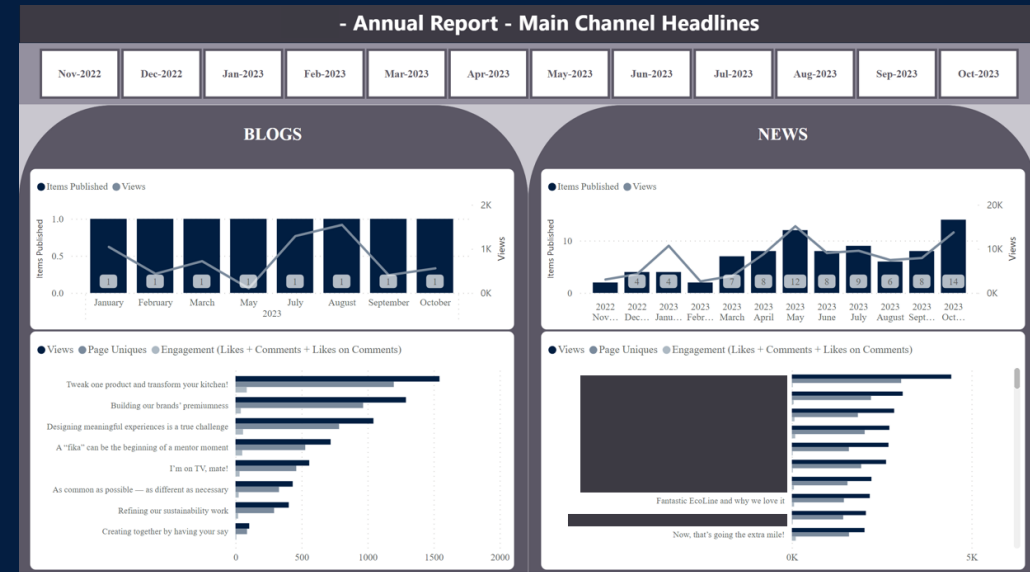 - Annual Report - Main Channel Headlines
Nov-2022 Dec-2022 Jan-2023 Feb-2023 Mar-2023 Apr-2023 May-2023 Jun-2023 Jul-2023 Aug-2023 Sep-2023 Oct-2023
BLOGS
Items Published Views
Items Published
1.0
0.5
0.0
2K
1K
0K
Views
1 1 1 1 1 1 1 1
January February March May July August September October
2023
Views Page Uniques Engagement (Likes + Comments + Likes on Comments)
Tweak one product and transform your kitchen!
Building our brands' premiumness
Designing meaningful experiences is a true challenge
A "fika" can be the beginning of a mentor moment
I'm on TV, mate!
As common as possible — as different as necessary
Refining our sustainability work
Creating together by having your say
0 500 1000 1500 2000
NEWS
Items Published Views
Items Published
10
0
20K
10K
0K
Views
4 4 7 8 12 8 9 6 8 14
2022 2022 2023 2023 2023 2023 2023 2023 2023 2023 2023 2023
Nov... Dec... Janu... Febr... March April May June July August Sept... Oct...
Views Page Uniques Engagement (Likes + Comments + Likes on Comments)
Fantastic EcoLine and why we love it
Now, that's going the extra mile!
0K 5K